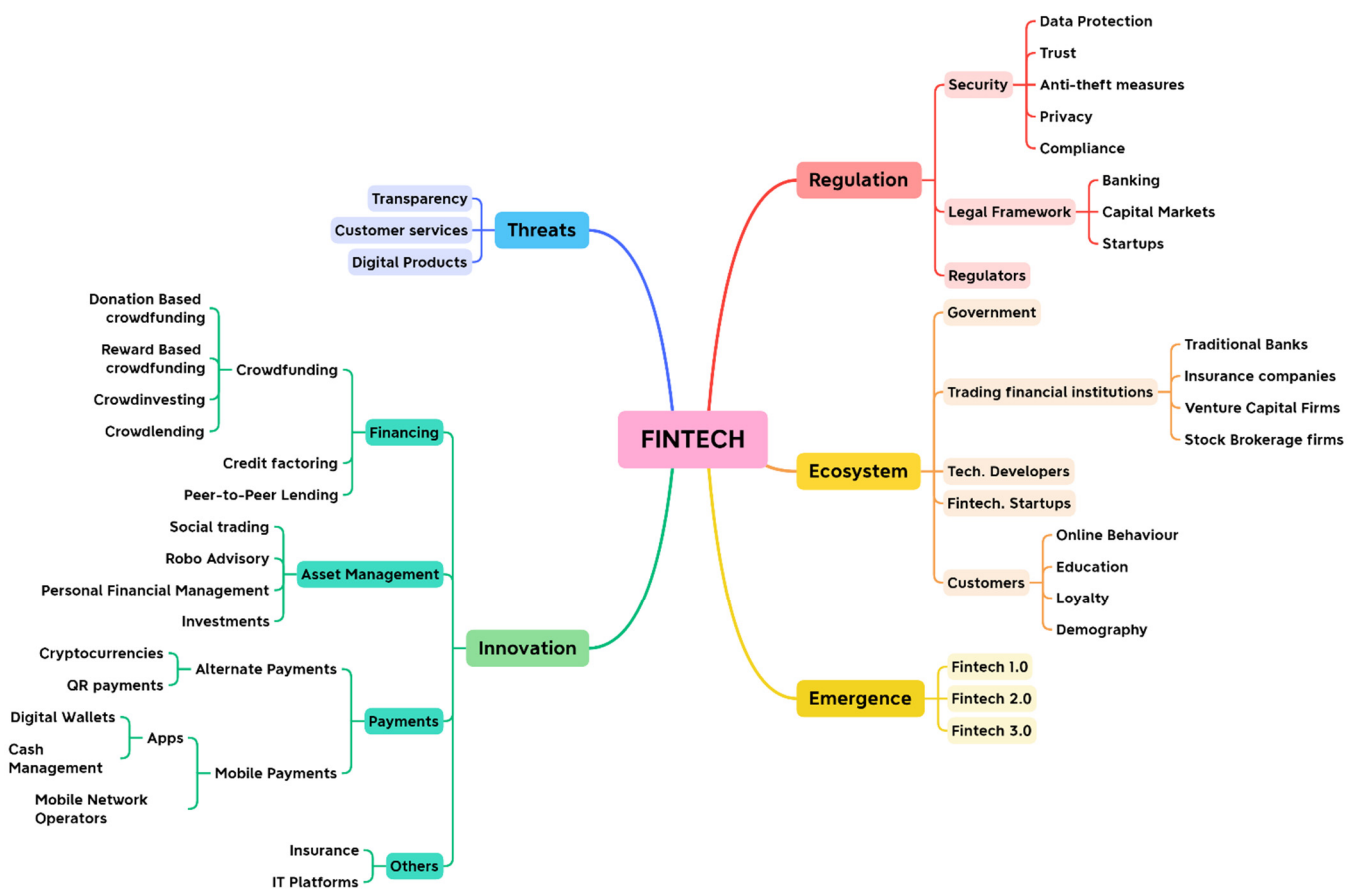 FINTECH
Regulation
Security
Data Protection
Trust
Anti-theft measures
Privacy
Compliance
Legal Framework
Banking
Capital Markets
Startups
Regulators
Ecosystem
Government
Trading financial institutions
Traditional Banks
Insurance companies
Venture Capital Firms
Stock Brokerage firms
Tech. Developers
Fintech. Startups
Customers
Online Behaviour
Education
Loyalty
Demography
Emergence
Fintech 1.0
Fintech 2.0
Fintech 3.0
Threats
Transparency
Customer services
Digital Products
Innovation
Financing
Crowdfunding
Donation Based
crowdfunding
Reward Based
crowdfunding
Crowdinvesting
Crowdlending
Credit factoring
Peer-to-Peer Lending
Asset Management
Social trading
Robo Advisory
Personal Financial Management
Investments
Payments
Alternate Payments
Cryptocurrencies
QR payments
Mobile Payments
Apps
Digital Wallets
Cash
Management
Mobile Network
Operators
Others
Insurance
IT Platforms